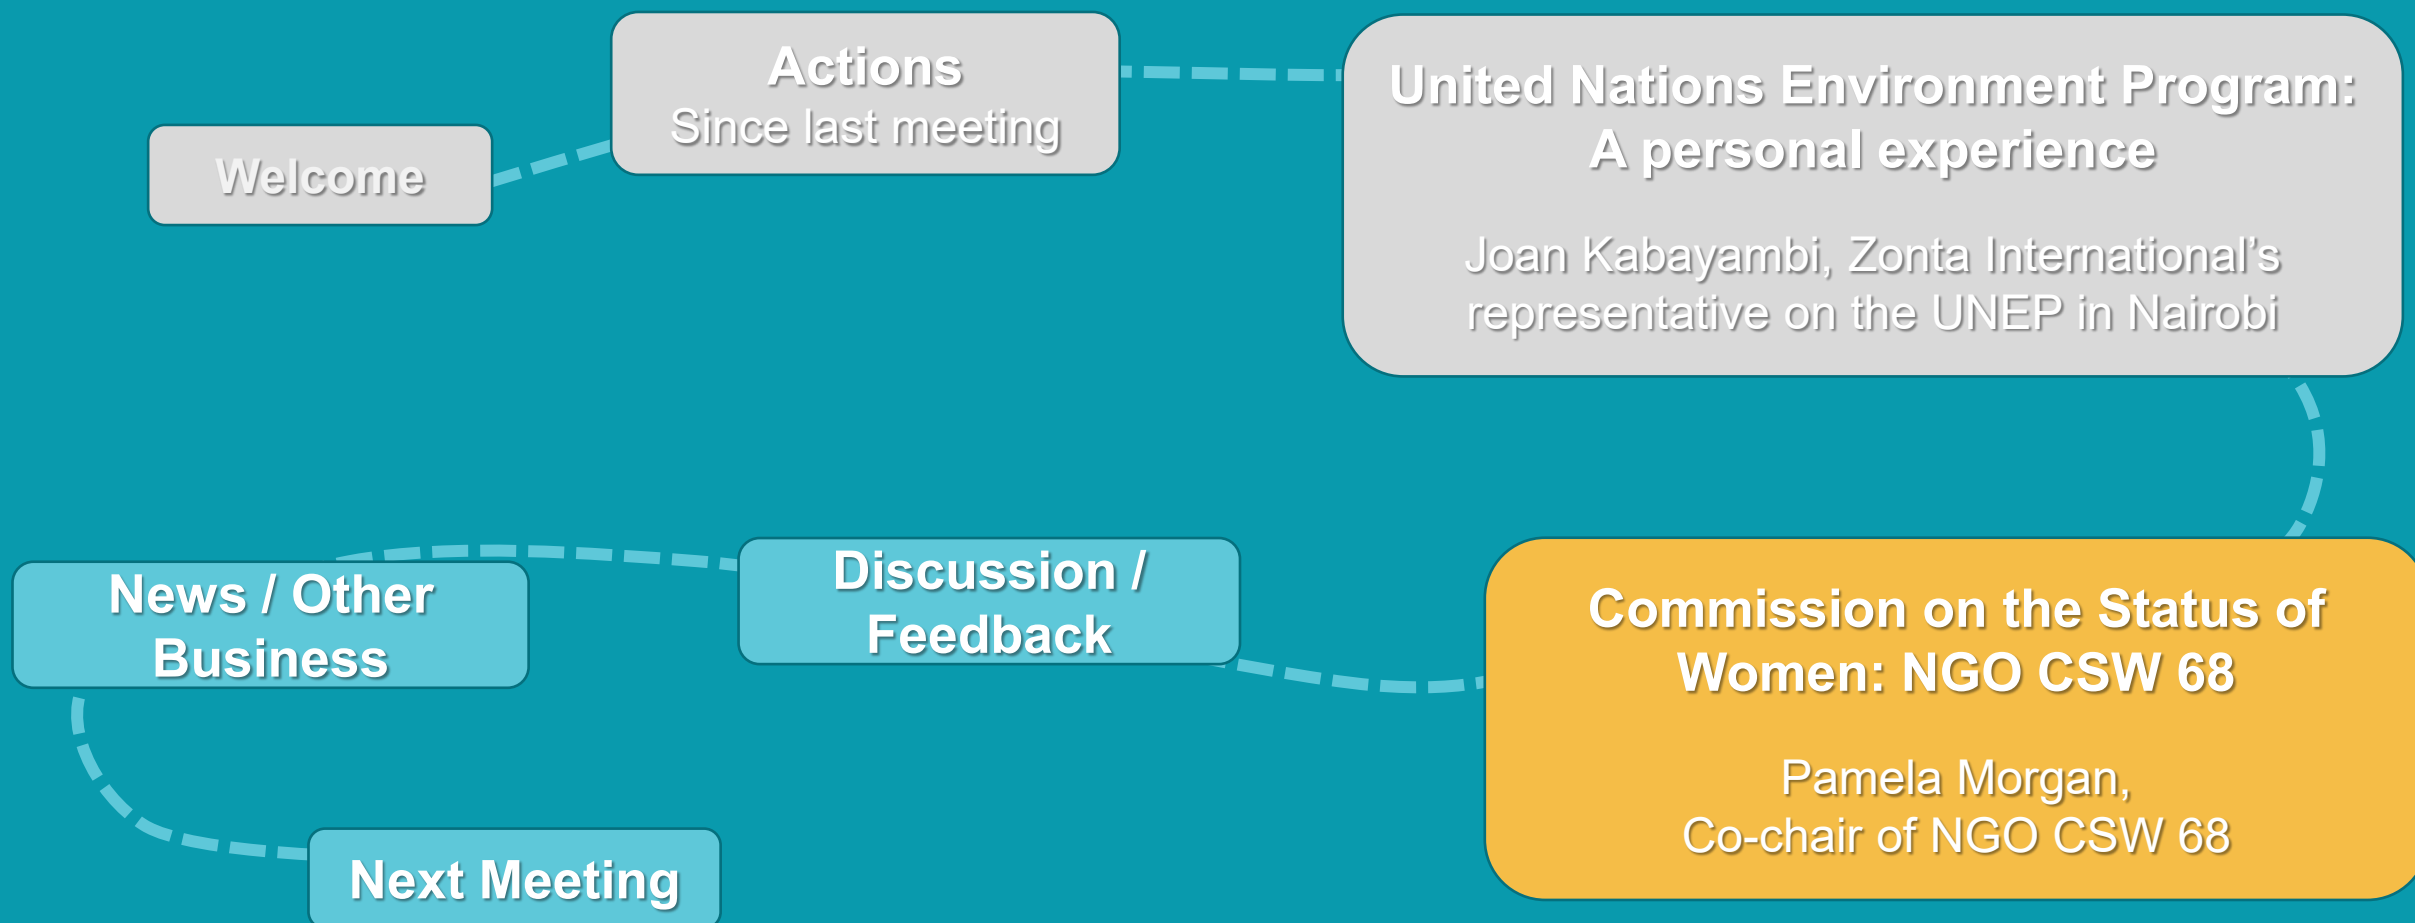 Welcome
Actions
Since last meeting
United Nations Environment Program:
A personal experience
Joan Kabayambi, Zonta International’s
representative on the UNEP in Nairobi
Commission on the Status of
Women: NGO CSW 68
Pamela Morgan,
Co-chair of NGO CSW 68
Discussion /
Feedback
News / Other
Business
Next Meeting